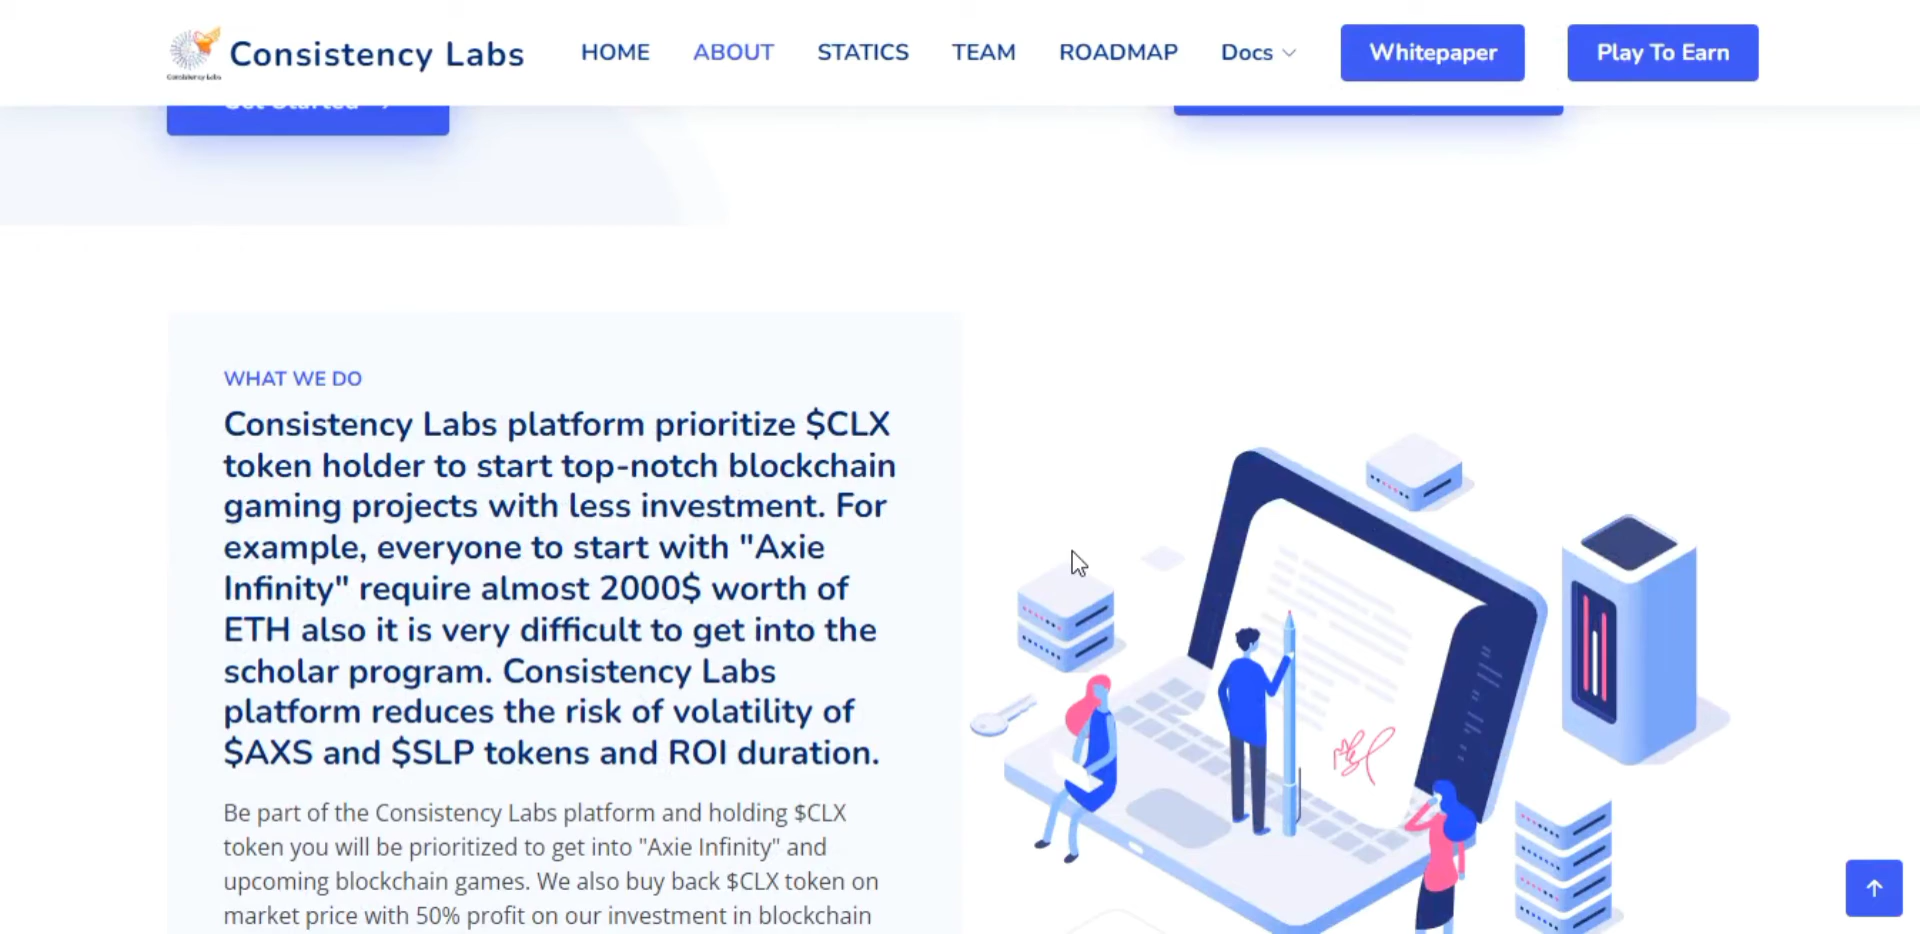 Consistency Labs
Consistency Labs
HOME
ABOUT
STATICS
TEAM
ROADMAP
Docs
Whitepaper
Play To Earn
Get Started
WHAT WE DO
Consistency Labs platform prioritize $CLX
token holder to start top-notch blockchain
gaming projects with less investment. For
example, everyone to start with "Axie
Infinity" require almost 2000$ worth of
ETH also it is very difficult to get into the
scholar program. Consistency Labs
platform reduces the risk of volatility of
$AXS and $SLP tokens and ROI duration.
Be part of the Consistency Labs platform and holding $CLX
token you will be prioritized to get into "Axie Infinity" and
upcoming blockchain games. We also buy back $CLX token on
market price with 50% profit on our investment in blockchain